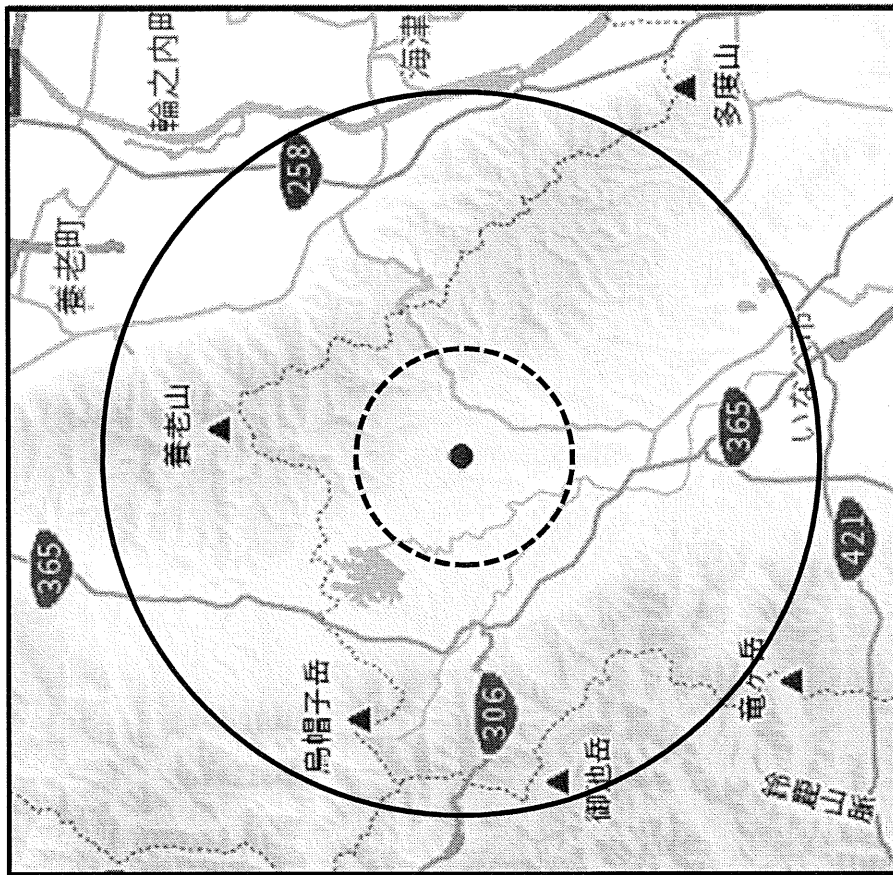 365
養老町
輪之内町
養老山
258
烏帽子岳
海津
306
御池岳
多度山
365
竜ヶ岳
いなべ市
鈴鹿山脈
421